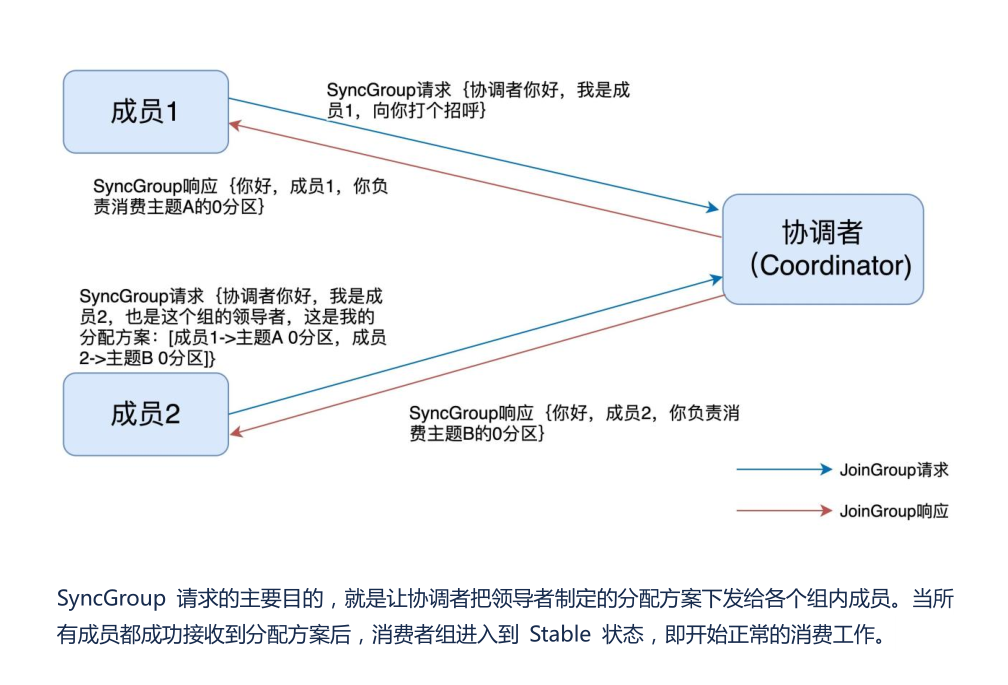 SyncGroup请求｛协调者你好，我是成
员1，向你打个招呼｝
成员1
SyncGroup响应｛你好，成员1，你负
责消费主题A的0分区｝
协调者
（Coordinator)
SyncGroup请求｛协调者你好，我是成
员2，也是这个组的领导者，这是我的
分配方案：[成员1->主题A 0分区，成员
2->主题B 0分区]｝
成员2
SyncGroup响应｛你好，成员2，你负责消
费主题B的0分区｝
JoinGroup请求
JoinGroup响应
SyncGroup 请求的主要目的，就是让协调者把领导者制定的分配方案下发给各个组内成员。当所
有成员都成功接收到分配方案后，消费者组进入到 Stable 状态，即开始正常的消费工作。